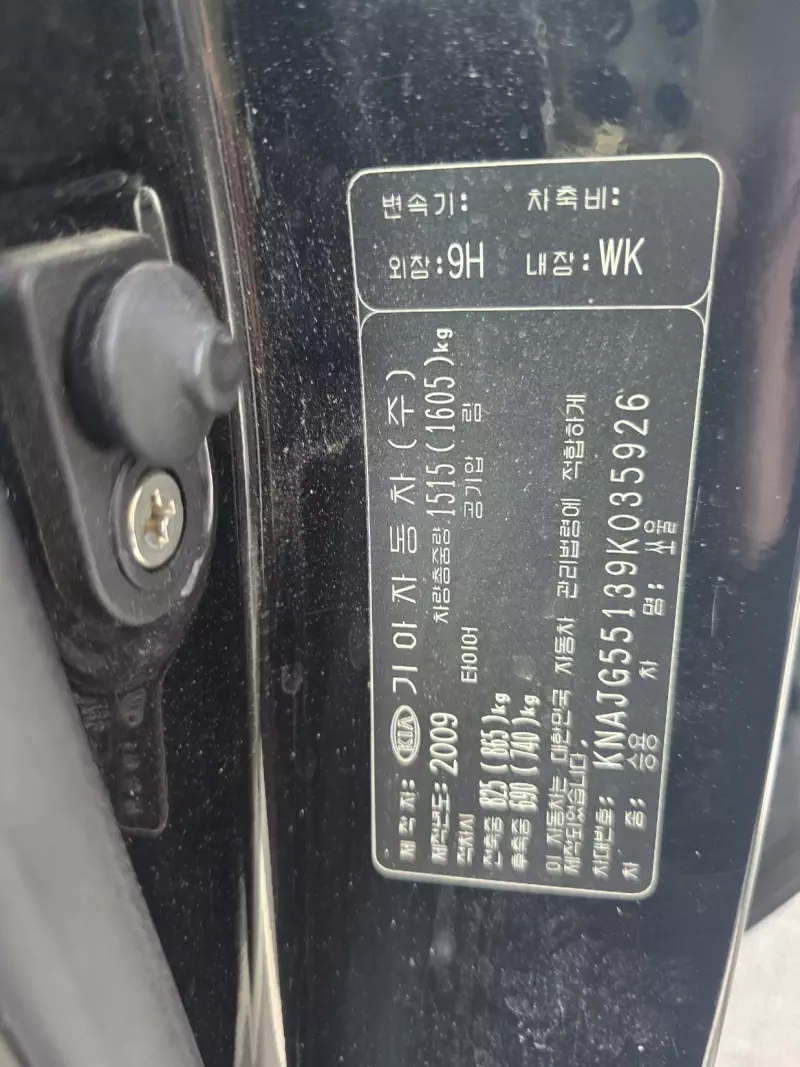 변속기: 차축비:
외장:9H 내장:WK
제작자: KIA 기아자동차(주)
제작년도:2009 차량총중량 1515(1605)kg
적차시 타이어 공기압 림
전축중 825(865)kg
후축중 690(740)kg
이 자동차는 대한민국 자동차 관리법령에 적합하게
제작되었습니다.
차대번호: KNAJG55139K035926
차 종: 승용 차 명: 쏘울